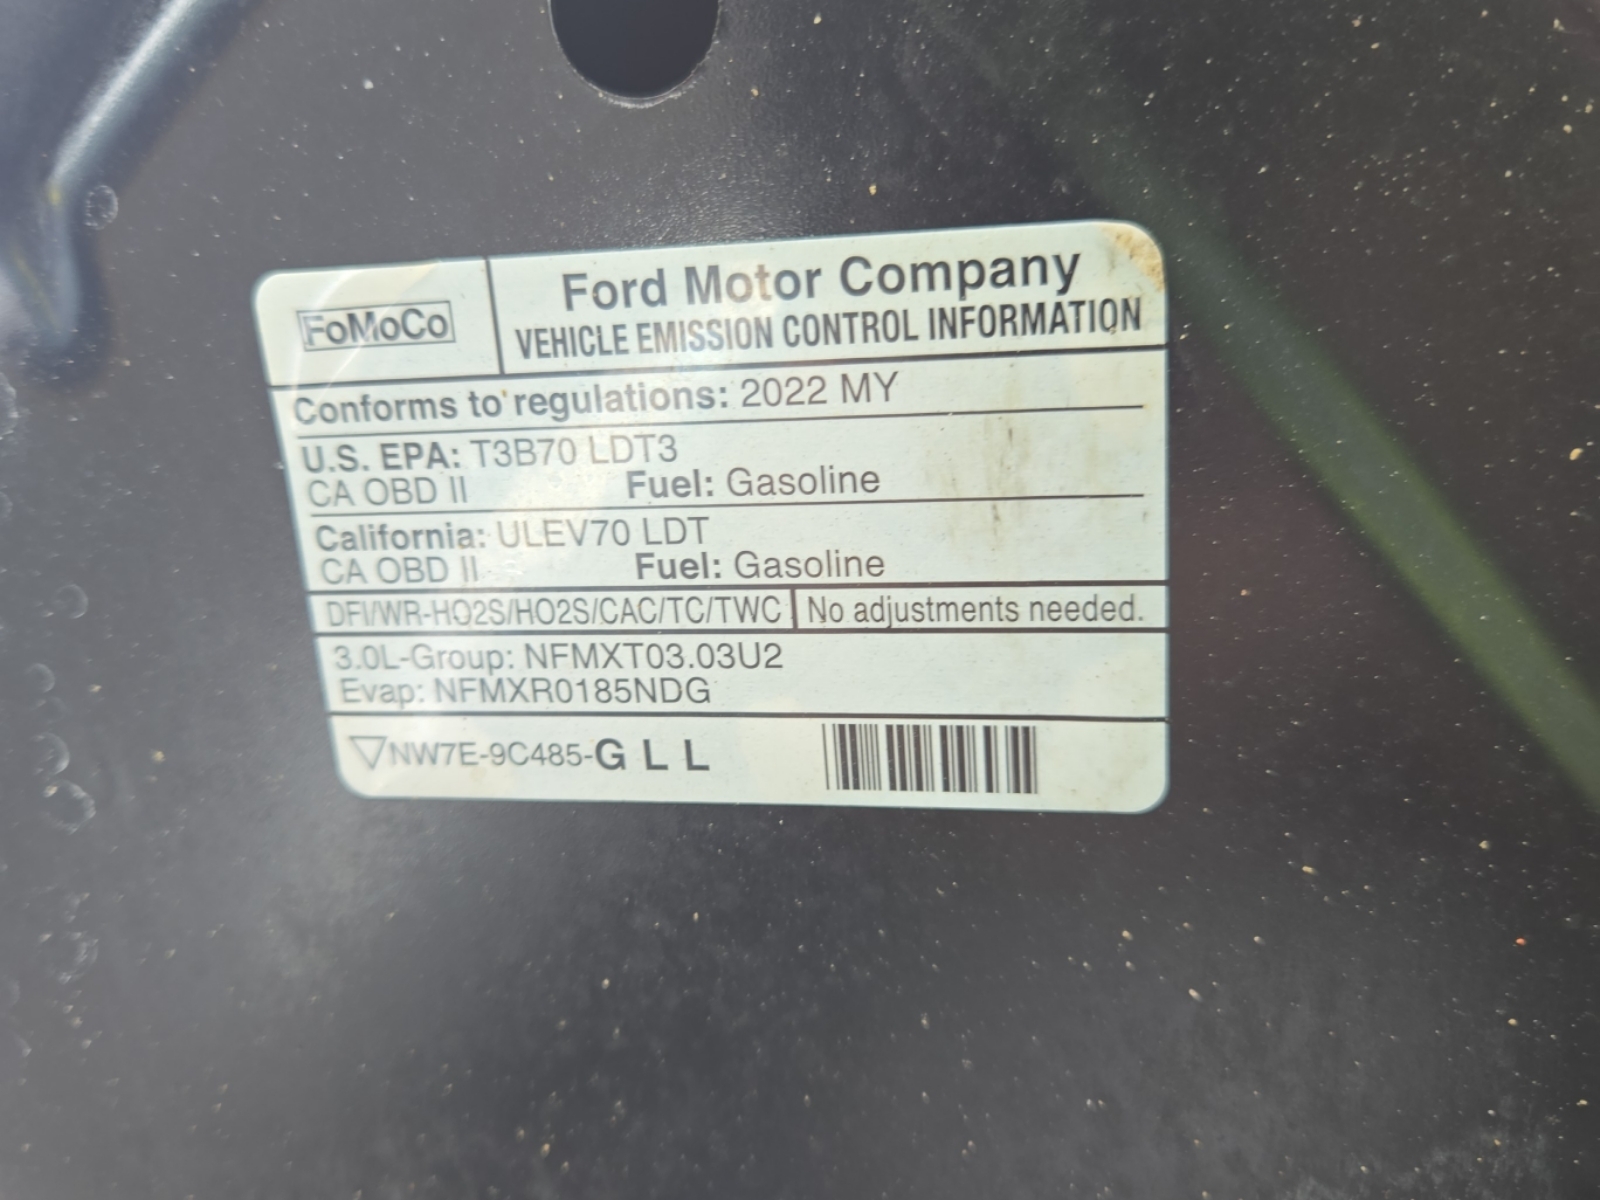 FoMoCo
Ford Motor Company
VEHICLE EMISSION CONTROL INFORMATION
Conforms to regulations: 2022 MY
U.S. EPA: T3B70 LDT3
CA OBD II Fuel: Gasoline
California: ULEV70 LDT
CA OBD II Fuel: Gasoline
DFI/WR-HO2S/HO2S/CAC/TC/TWC No adjustments needed.
3.0L-Group: NFMXT03.03U2
Evap: NFMXR0185NDG
NW7E-9C485-G L L